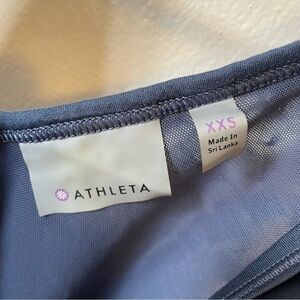 ATHLETA
XXS
Made In
Sri Lanka